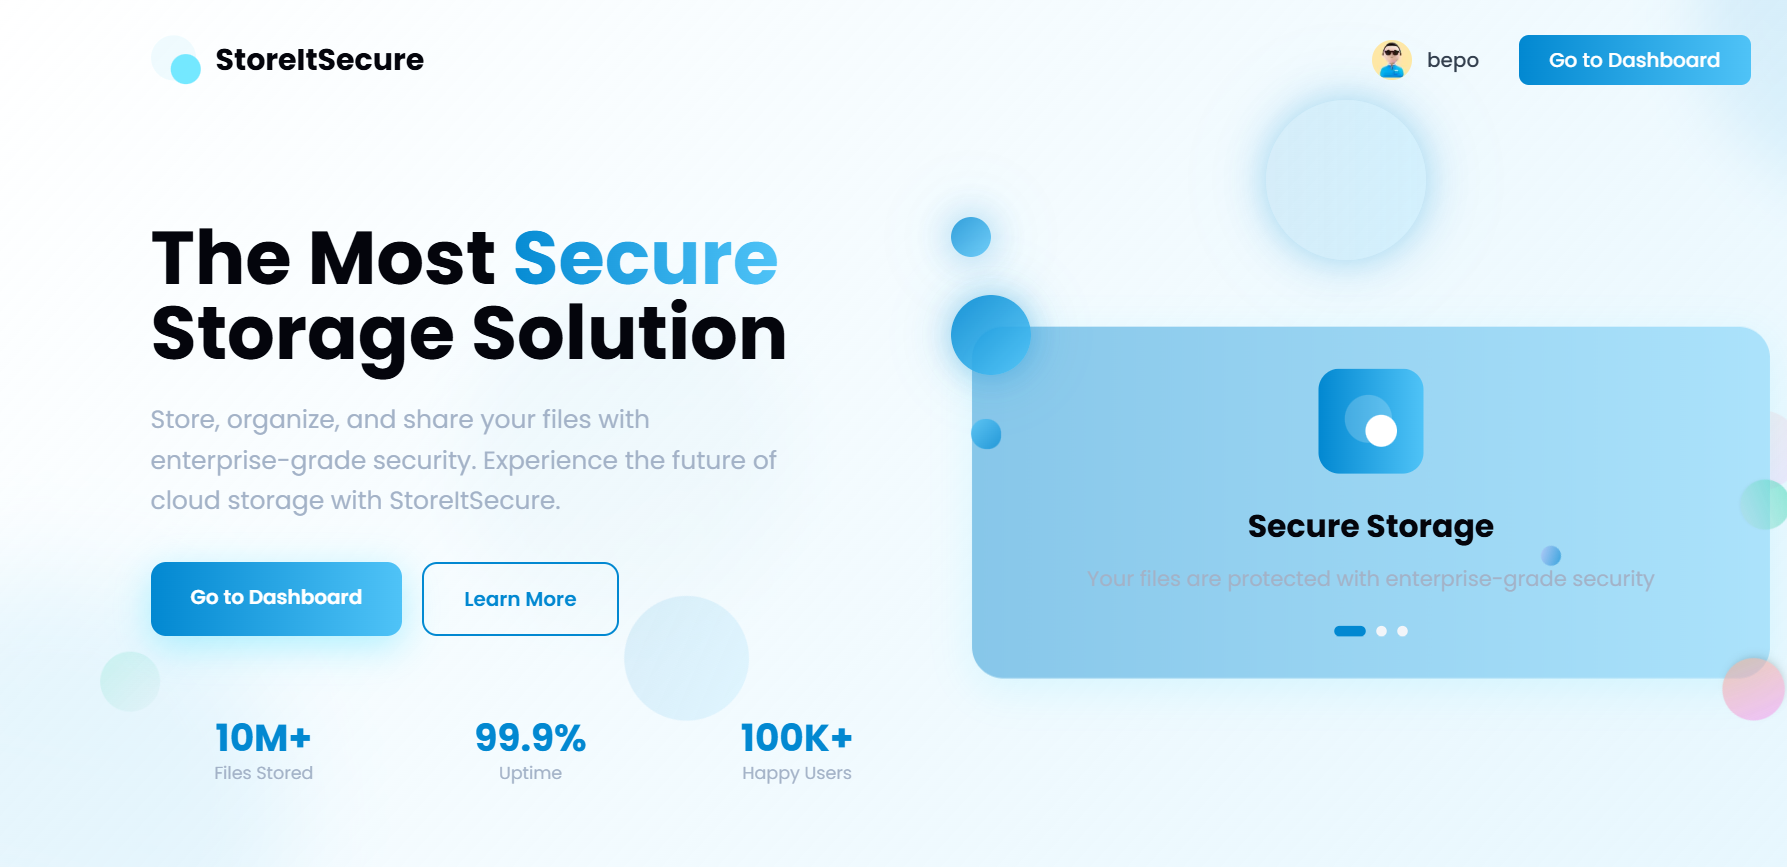 StoreItSecure
bepo
Go to Dashboard
The Most Secure
Storage Solution
Store, organize, and share your files with
enterprise-grade security. Experience the future of
cloud storage with StoreItSecure.
Go to Dashboard
Learn More
10M+
Files Stored
99.9%
Uptime
100K+
Happy Users
Secure Storage
Your files are protected with enterprise-grade security